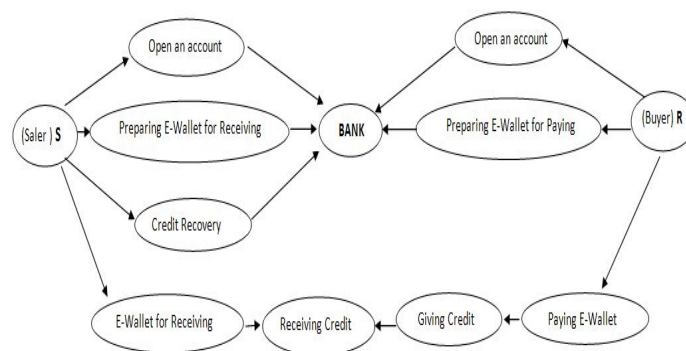 Open an account
Open an account
(Saler ) S
Preparing E-Wallet for Receiving
BANK
Preparing E-Wallet for Paying
(Buyer) R
Credit Recovery
E-Wallet for Receiving
Receiving Credit
Giving Credit
Paying E-Wallet